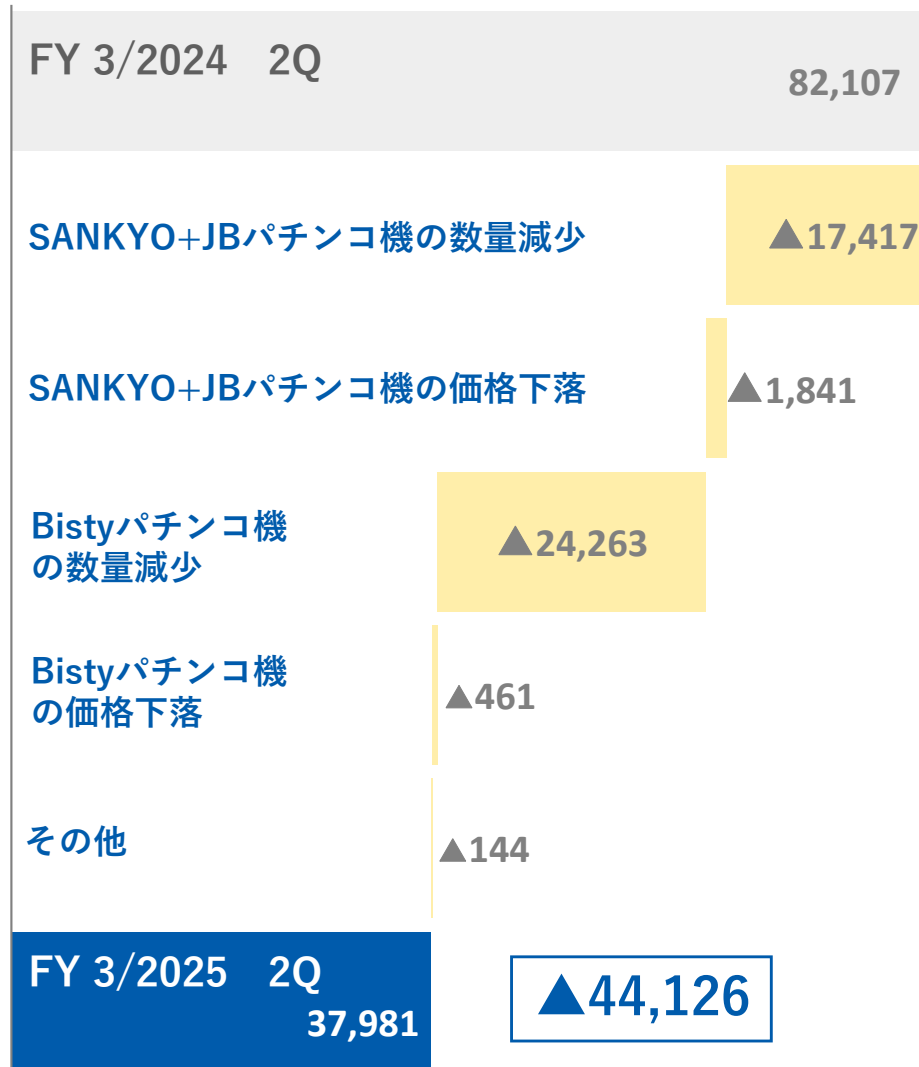 FY 3/2024 2Q
82,107
SANKYO+JBパチンコ機の数量減少
▲17,417
SANKYO+JBパチンコ機の価格下落
▲1,841
Bistyパチンコ機
の数量減少
▲24,263
Bistyパチンコ機
の価格下落
▲461
その他
▲144
FY 3/2025 2Q
37,981
▲44,126